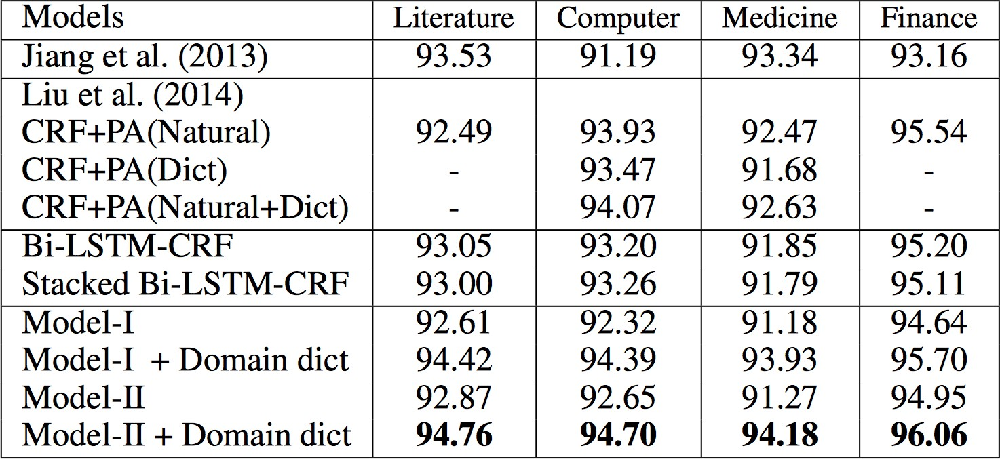 Models Literature Computer Medicine Finance
Jiang et al. (2013) 93.53 91.19 93.34 93.16
Liu et al. (2014)
CRF+PA(Natural) 92.49 93.93 92.47 95.54
CRF+PA(Dict) - 93.47 91.68 -
CRF+PA(Natural+Dict) - 94.07 92.63 -
Bi-LSTM-CRF 93.05 93.20 91.85 95.20
Stacked Bi-LSTM-CRF 93.00 93.26 91.79 95.11
Model-I 92.61 92.32 91.18 94.64
Model-I + Domain dict 94.42 94.39 93.93 95.70
Model-II 92.87 92.65 91.27 94.95
Model-II + Domain dict 94.76 94.70 94.18 96.06